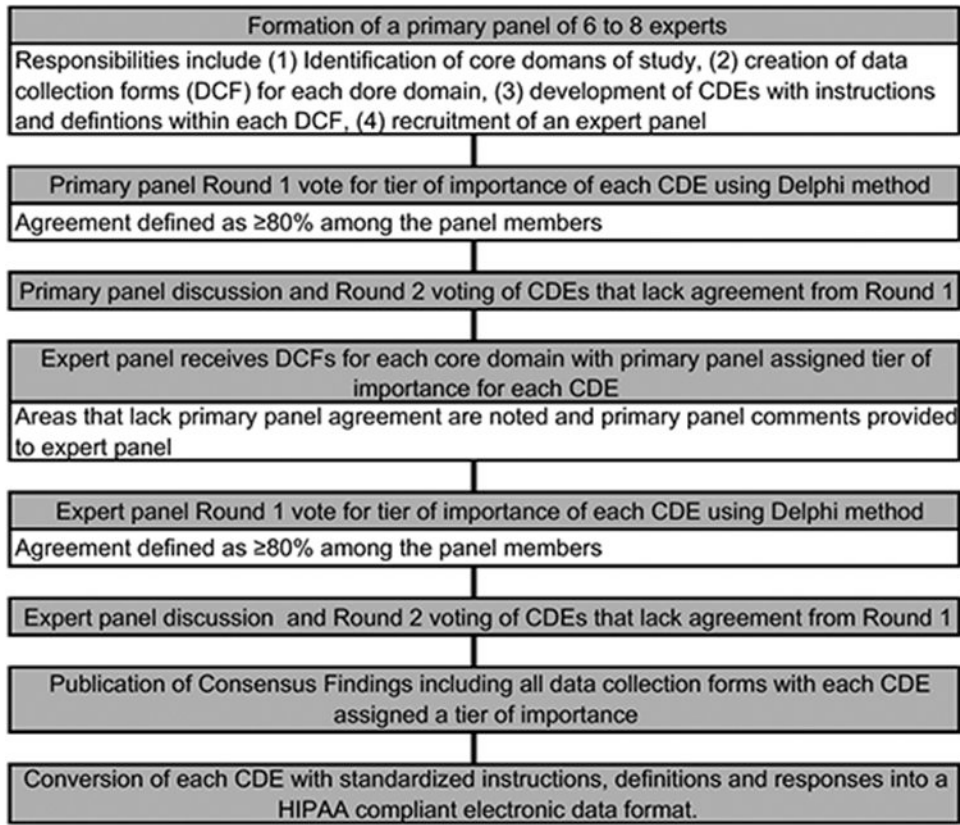 Formation of a primary panel of 6 to 8 experts
Responsibilities include (1) Identification of core domans of study, (2) creation of data
collection forms (DCF) for each dore domain, (3) development of CDEs with instructions
and defintions within each DCF, (4) recruitment of an expert panel
Primary panel Round 1 vote for tier of importance of each CDE using Delphi method
Agreement defined as ≥80% among the panel members
Primary panel discussion and Round 2 voting of CDEs that lack agreement from Round 1
Expert panel receives DCFs for each core domain with primary panel assigned tier of
importance for each CDE
Areas that lack primary panel agreement are noted and primary panel comments provided
to expert panel
Expert panel Round 1 vote for tier of importance of each CDE using Delphi method
Agreement defined as ≥80% among the panel members
Expert panel discussion and Round 2 voting of CDEs that lack agreement from Round 1
Publication of Consensus Findings including all data collection forms with each CDE
assigned a tier of importance
Conversion of each CDE with standardized instructions, definitions and responses into a
HIPAA compliant electronic data format.